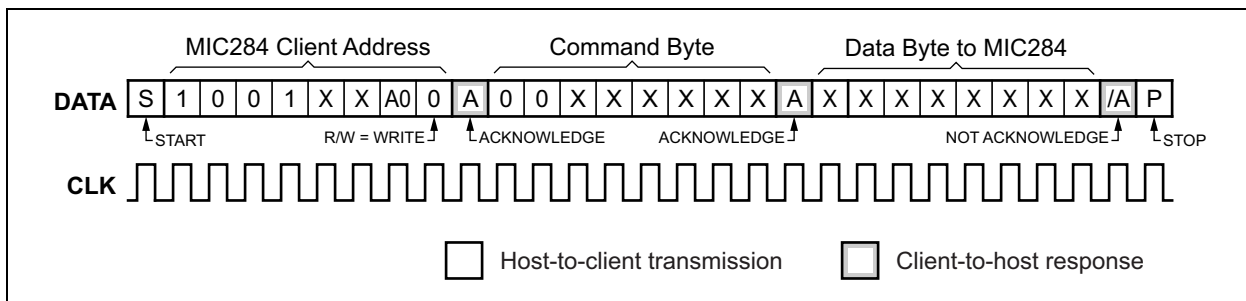 MIC284 Client Address Command Byte Data Byte to MIC284
DATA S 1 0 0 1 X X A0 0 A 0 0 X X X X X X A X X X X X X X X /A P
START R/W = WRITE ACKNOWLEDGE ACKNOWLEDGE NOT ACKNOWLEDGE STOP
CLK
Host-to-client transmission Client-to-host response